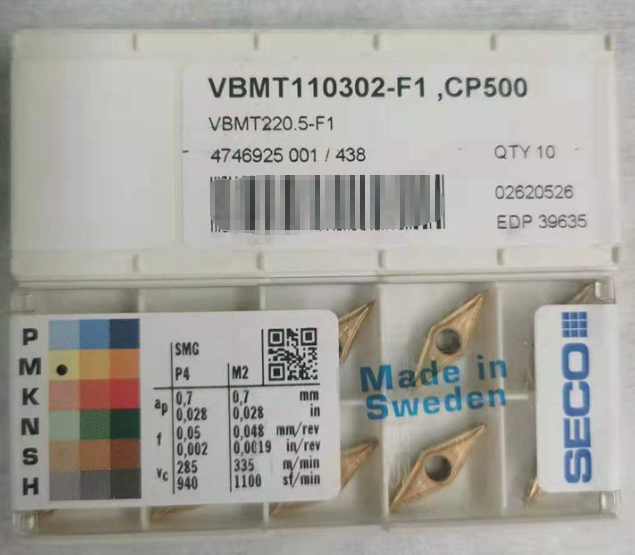 VBMT110302-F1 ,CP500
VBMT220.5-F1
4746925 001 / 438
QTY 10
02620526
EDP 39635
P
M
K
N
S
H
SMG
P4 M2
ap 0,7 0,7 mm
0,028 0,028 in
f 0,05 0,048 mm/rev
0,002 0,0019 in/rev
vc 285 335 m/min
940 1100 sf/min
Made in
Sweden
SECO